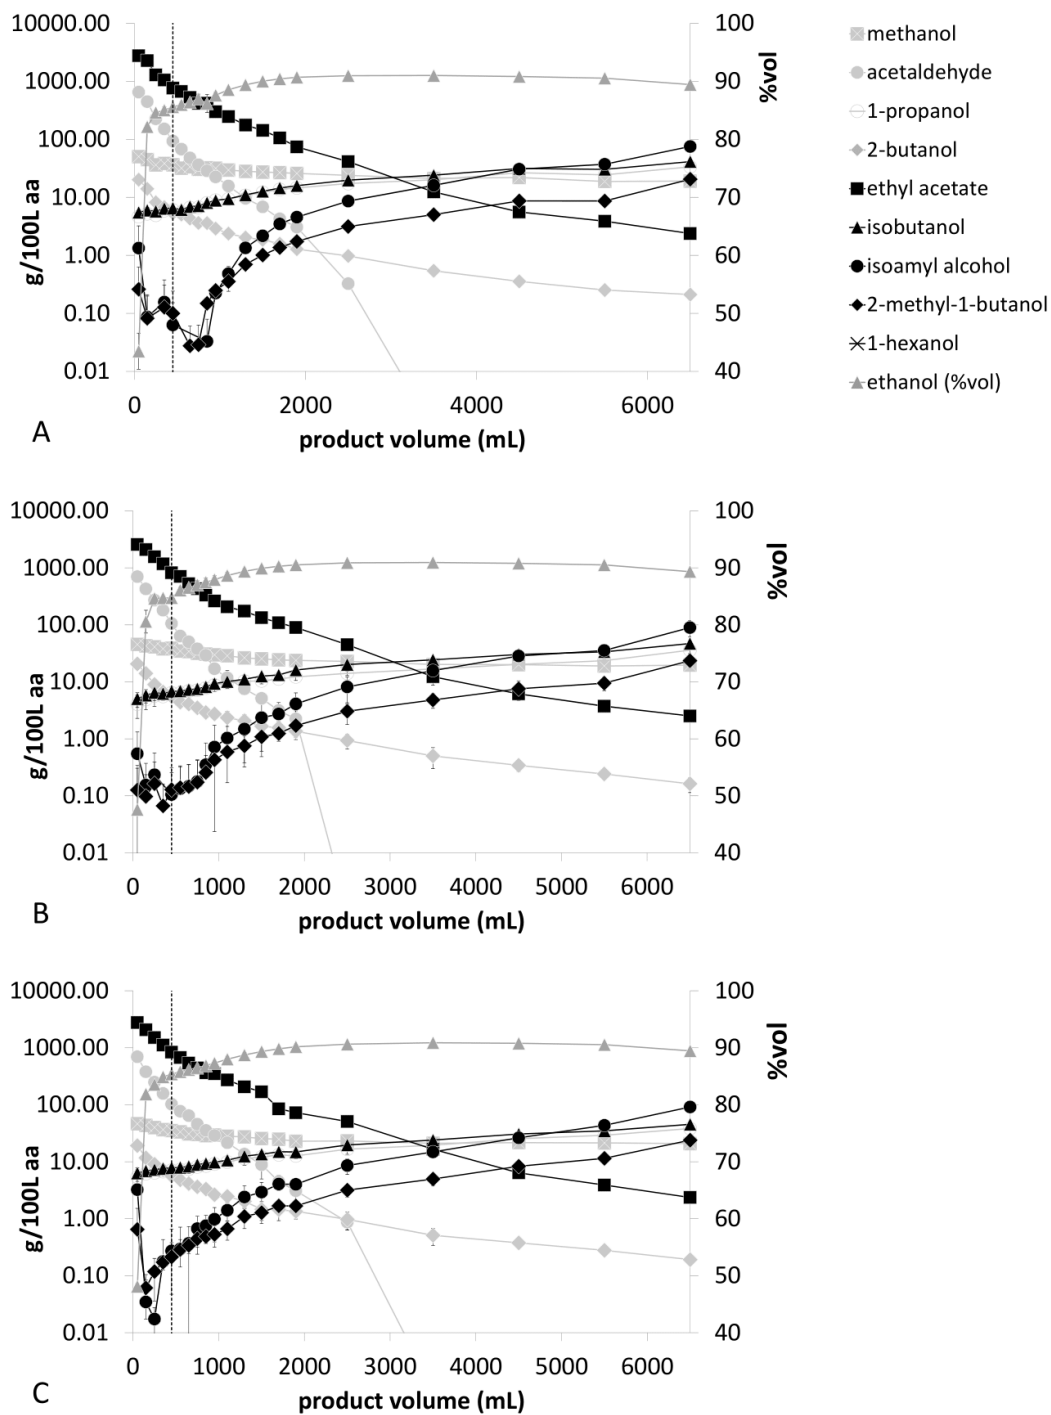 10000.00
1000.00
100.00
10.00
1.00
0.10
0.01
g/100L aa
100
90
80
70
60
50
40
%vol
0 2000 4000 6000
product volume (mL)
A
methanol
acetaldehyde
1-propanol
2-butanol
ethyl acetate
isobutanol
isoamyl alcohol
2-methyl-1-butanol
1-hexanol
ethanol (%vol)
10000.00
1000.00
100.00
10.00
1.00
0.10
0.01
g/100L aa
100
90
80
70
60
50
40
%vol
0 1000 2000 3000 4000 5000 6000
product volume (mL)
B
10000.00
1000.00
100.00
10.00
1.00
0.10
0.01
g/100L aa
100
90
80
70
60
50
40
%vol
0 1000 2000 3000 4000 5000 6000
product volume (mL)
C